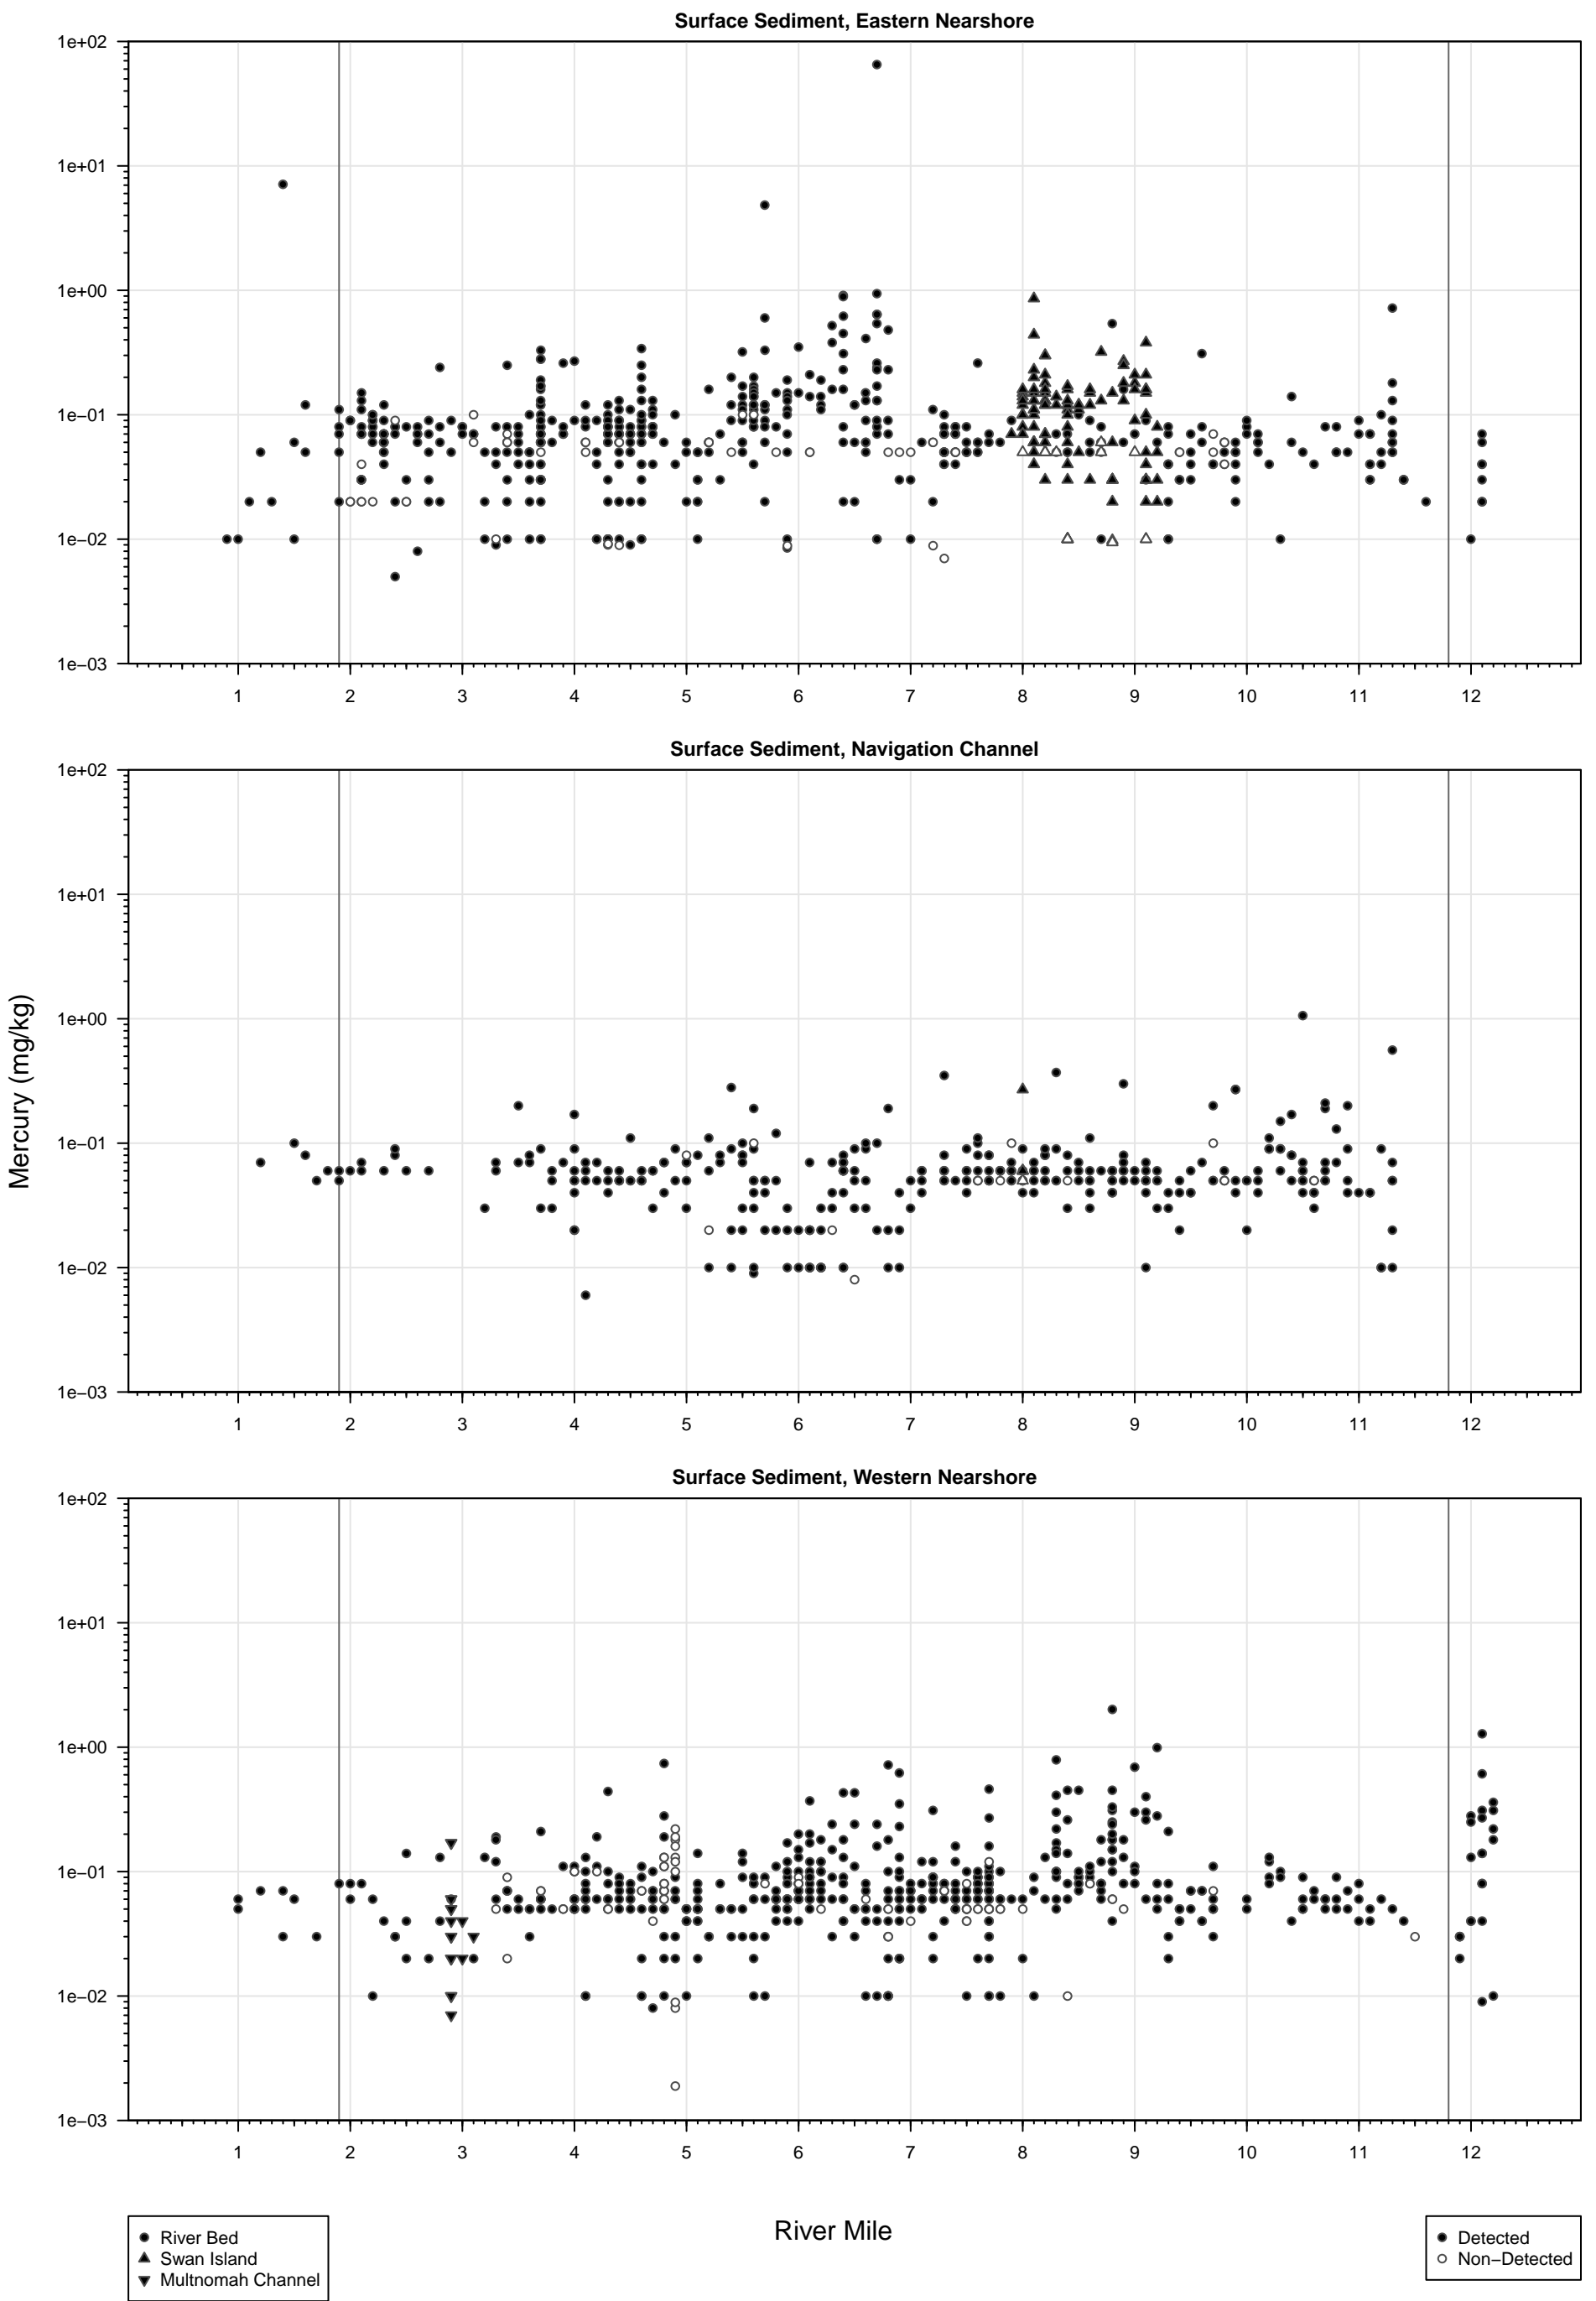 Surface Sediment, Eastern Nearshore
1e+02
1e+01
1e+00
1e−01
1e−02
1e−03
1 2 3 4 5 6 7 8 9 10 11 12
Surface Sediment, Navigation Channel
1e+02
1e+01
1e+00
1e−01
1e−02
1e−03
1 2 3 4 5 6 7 8 9 10 11 12
Mercury (mg/kg)
Surface Sediment, Western Nearshore
1e+02
1e+01
1e+00
1e−01
1e−02
1e−03
1 2 3 4 5 6 7 8 9 10 11 12
River Mile
River Bed
Swan Island
Multnomah Channel
Detected
Non−Detected